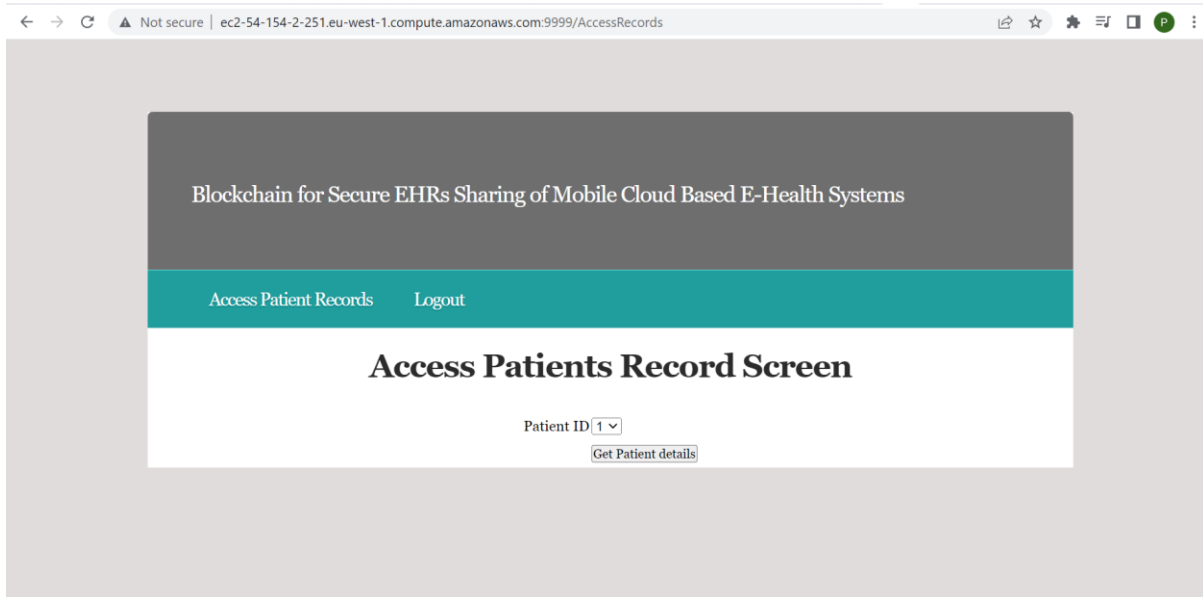 Not secure | ec2-54-154-2-251.eu-west-1.compute.amazonaws.com:9999/AccessRecords
P
Blockchain for Secure EHRs Sharing of Mobile Cloud Based E-Health Systems
Access Patient Records Logout
Access Patients Record Screen
Patient ID 1
Get Patient details